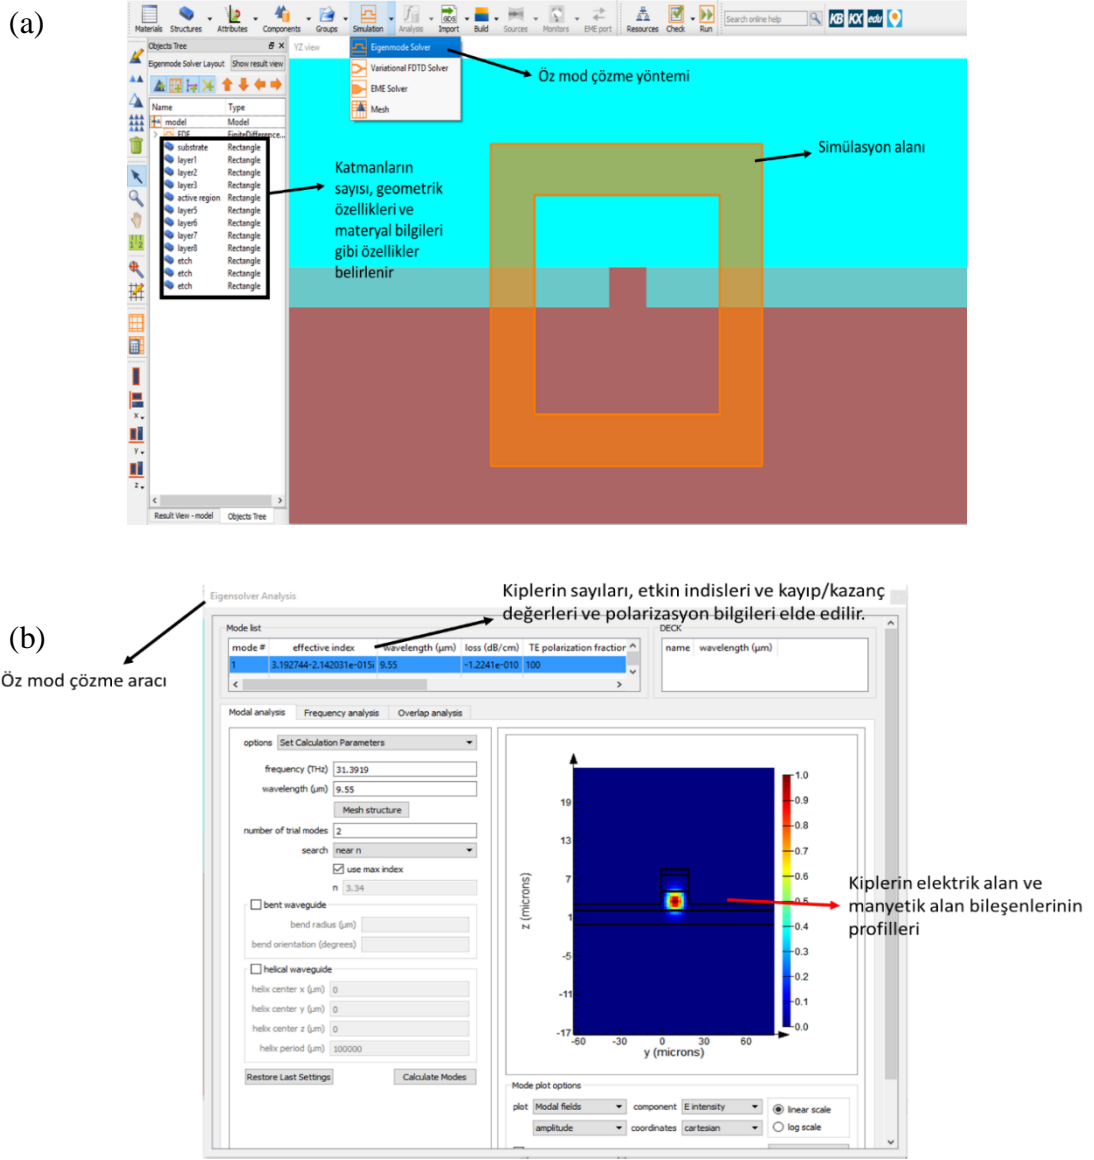 (a)
Materials Structures Attributes Components Groups Simulation Analysis Import Build Sources Monitors EME port Resources Check Run
GDS
Search online help
KB KX edu
Objects Tree
YZ view
Eigenmode Solver Layout Show result view
Name Type
model Model
FDE FiniteDifference...
substrate Rectangle
layer1 Rectangle
layer2 Rectangle
layer3 Rectangle
active region Rectangle
layer5 Rectangle
layer6 Rectangle
layer7 Rectangle
layer8 Rectangle
etch Rectangle
etch Rectangle
etch Rectangle
x
y
z
Result View - model Objects Tree
Eigenmode Solver
Variational FDTD Solver
EME Solver
Mesh
Öz mod çözme yöntemi
Simülasyon alanı
Katmanların
sayısı, geometrik
özellikleri ve
materyal bilgileri
gibi özellikler
belirlenir
(b)
Öz mod çözme aracı
Eigensolver Analysis
Kiplerin sayıları, etkin indisleri ve kayıp/kazanç
değerleri ve polarizasyon bilgileri elde edilir.
Mode list
mode # effective index wavelength (µm) loss (dB/cm) TE polarization fraction
1 3.192744-2.142031e-015i 9.55 -1.2241e-010 100
DECK
name wavelength (µm)
Modal analysis Frequency analysis Overlap analysis
options Set Calculation Parameters
frequency (THz) 31.3919
wavelength (µm) 9.55
Mesh structure
number of trial modes 2
search near n
use max index
n 3.34
bent waveguide
bend radius (µm)
bend orientation (degrees)
helical waveguide
helix center x (µm) 0
helix center y (µm) 0
helix center z (µm) 0
helix period (µm) 100000
Restore Last Settings Calculate Modes
z (microns)
19
13
7
1
-5
-11
-17
-60 -30 0 30 60
y (microns)
1.0
0.9
0.8
0.7
0.6
0.5
0.4
0.3
0.2
0.1
0.0
Kiplerin elektrik alan ve
manyetik alan bileşenlerinin
profilleri
Mode plot options
plot Modal fields component E intensity linear scale
amplitude coordinates cartesian log scale